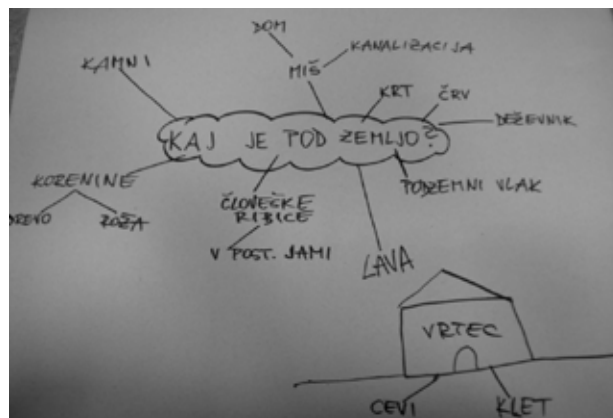 DOM
KANALIZACIJA
KAMNI
MIŠ
KRT
ČRV
DEŽEVNIK
KAJ JE POD ZEMLJO?
KORENINE
ČLOVEŠKE
RIBICE
PODZEMNI VLAK
DREVO
ROŽA
V POST. JAMI
LAVA
VRTEC
CEVI
KLET